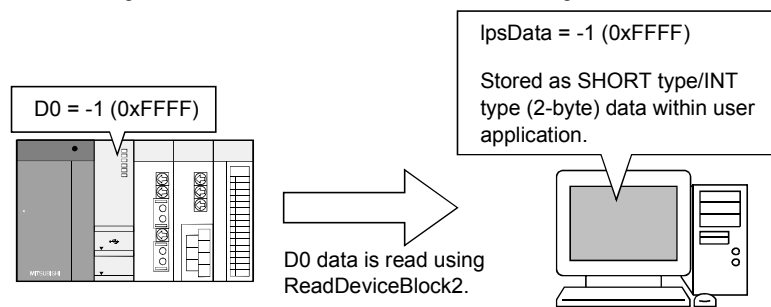 lpsData = -1 (0xFFFF)
Stored as SHORT type/INT
type (2-byte) data within user
application.
D0 = -1 (0xFFFF)
MITSUBISHI
D0 data is read using
ReadDeviceBlock2.